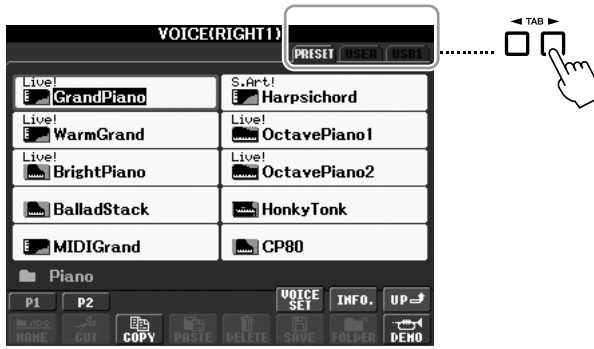 VOICE(RIGHT1)
PRESET USER USB1
◄ TAB ►
Live!
GrandPiano
S.Art!
Harpsichord
Live!
WarmGrand
Live!
OctavePiano1
Live!
BrightPiano
Live!
OctavePiano2
BalladStack
HonkyTonk
MIDIGrand
CP80
Piano
P1 P2 VOICE SET INFO. UP
NAME CUT COPY PASTE DELETE SAVE FOLDER DEMO